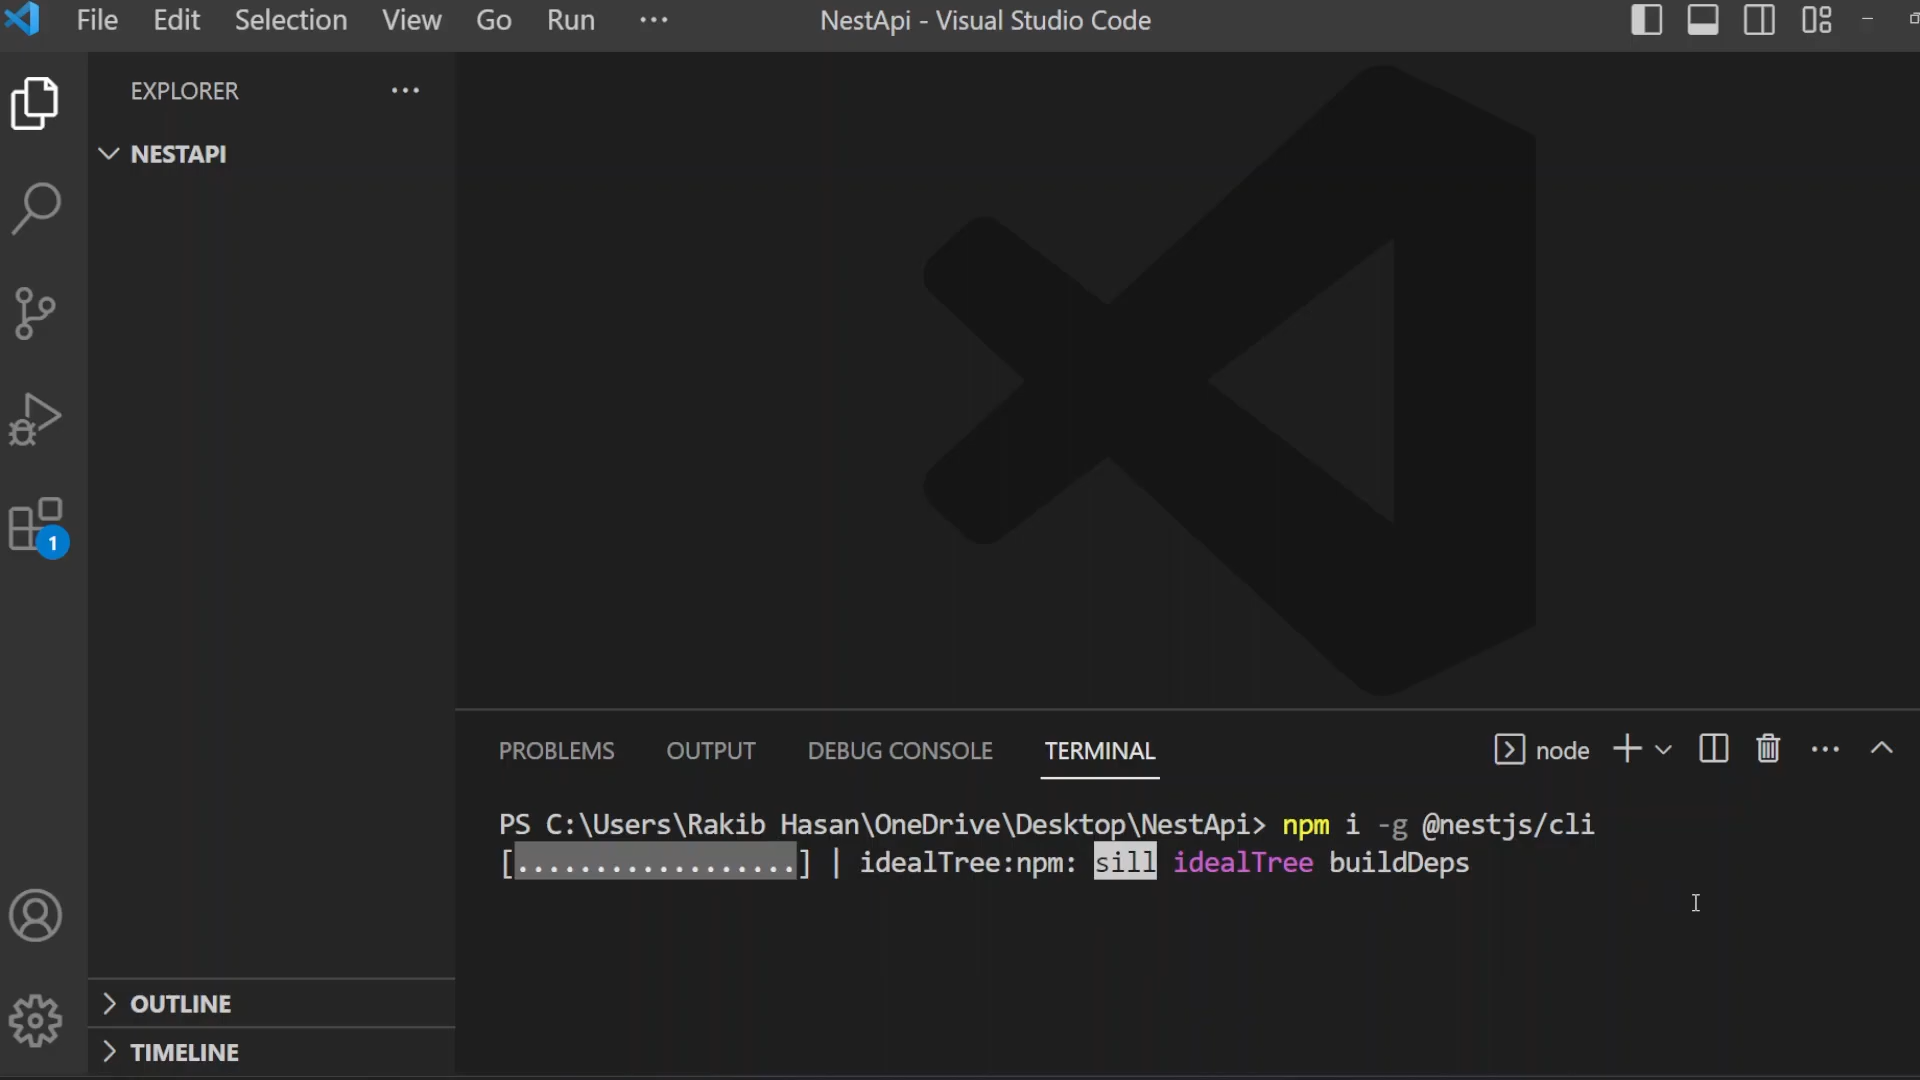 File Edit Selection View Go Run ··· NestApi - Visual Studio Code
EXPLORER ···
NESTAPI
1
OUTLINE
TIMELINE
PROBLEMS OUTPUT DEBUG CONSOLE TERMINAL node
PS C:\Users\Rakib Hasan\OneDrive\Desktop\NestApi> npm i -g @nestjs/cli
[..................] | idealTree:npm: sill idealTree buildDeps